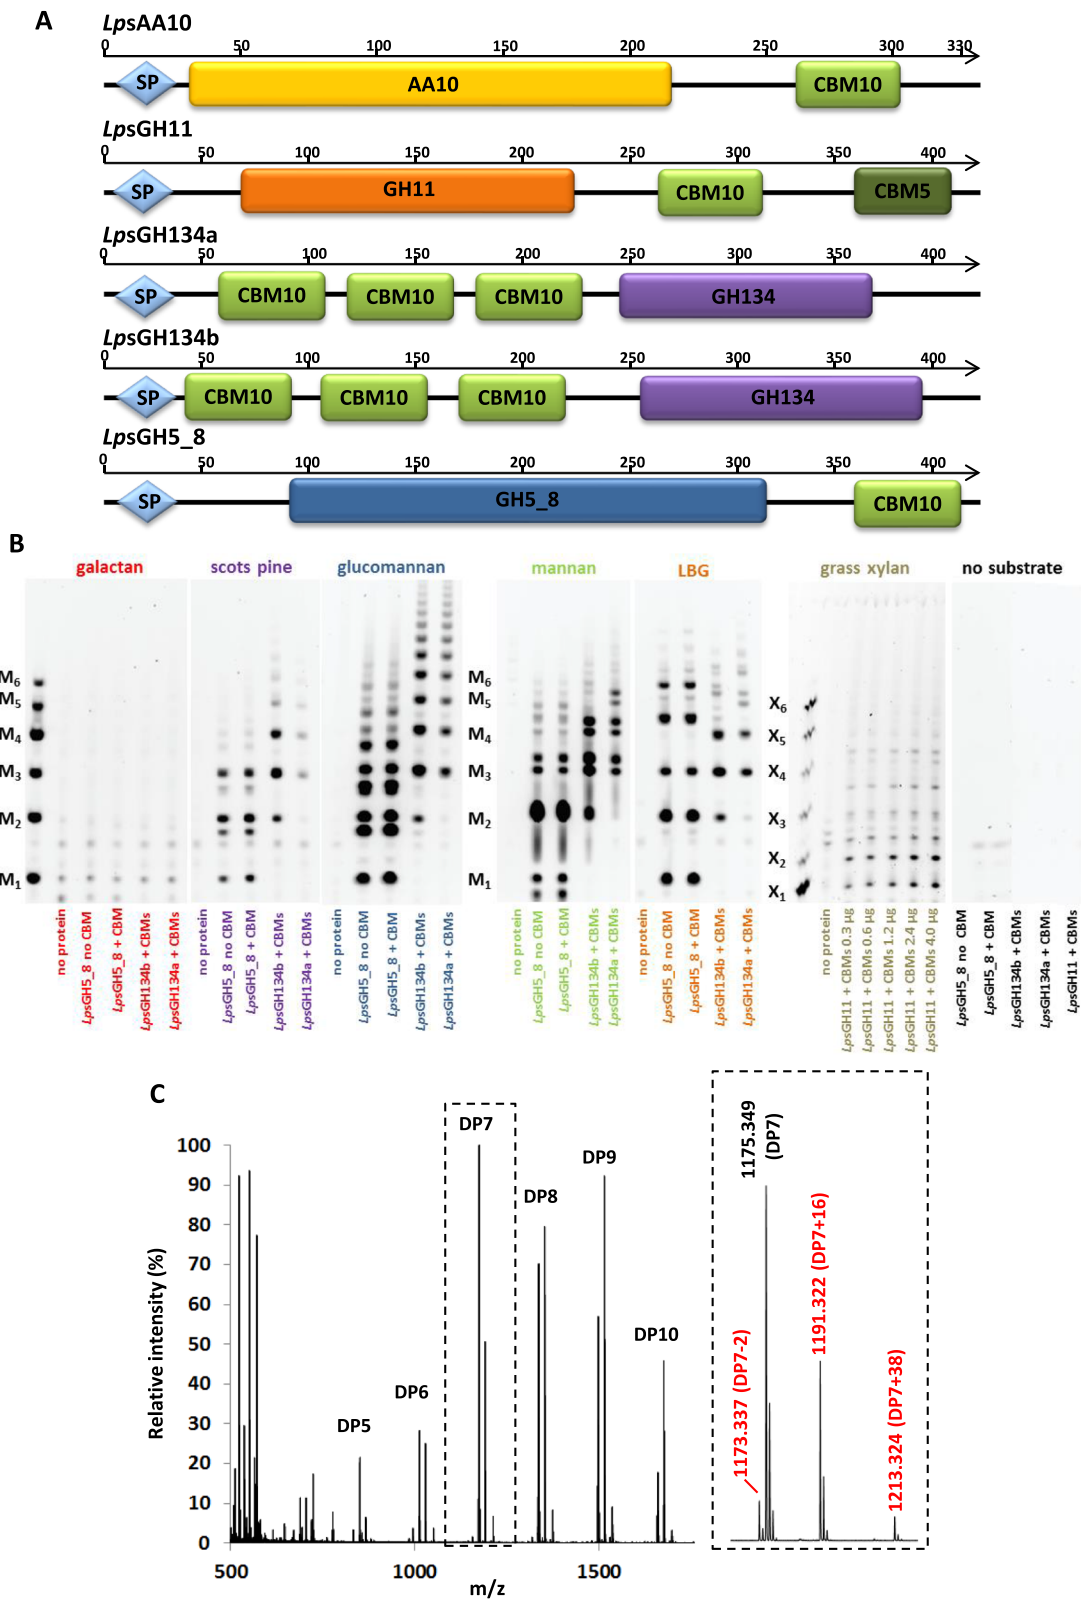 A
LpsAA10
0 50 100 150 200 250 300 330
SP AA10 CBM10
LpsGH11
0 50 100 150 200 250 300 350 400
SP GH11 CBM10 CBM5
LpsGH134a
0 50 100 150 200 250 300 350 400
SP CBM10 CBM10 CBM10 GH134
LpsGH134b
0 50 100 150 200 250 300 350 400
SP CBM10 CBM10 CBM10 GH134
LpsGH5_8
0 50 100 150 200 250 300 350 400
SP GH5_8 CBM10
B
galactan scots pine glucomannan mannan LBG grass xylan no substrate
M6 M6
M5 M5 X6
M4 M4 X5
M3 M3 X4
M2 M2 X3
X2
M1 M1 X1
no protein
LpsGH5_8 no CBM
LpsGH5_8 + CBM
LpsGH134b + CBMs
LpsGH134a + CBMs
no protein
LpsGH5_8 no CBM
LpsGH5_8 + CBM
LpsGH134b + CBMs
LpsGH134a + CBMs
no protein
LpsGH5_8 no CBM
LpsGH5_8 + CBM
LpsGH134b + CBMs
LpsGH134a + CBMs
no protein
LpsGH5_8 no CBM
LpsGH5_8 + CBM
LpsGH134b + CBMs
LpsGH134a + CBMs
no protein
LpsGH5_8 no CBM
LpsGH5_8 + CBM
LpsGH134b + CBMs
LpsGH134a + CBMs
no protein
LpsGH11 + CBMs 0.3 µg
LpsGH11 + CBMs 0.6 µg
LpsGH11 + CBMs 1.2 µg
LpsGH11 + CBMs 2.4 µg
LpsGH11 + CBMs 4.0 µg
LpsGH5_8 no CBM
LpsGH5_8 + CBM
LpsGH134b + CBMs
LpsGH134a + CBMs
LpsGH11 + CBMs
C
Relative intensity (%)
100
90
80
70
60
50
40
30
20
10
0
500 1000 1500
m/z
DP5
DP6
DP7
DP8
DP9
DP10
1173.337 (DP7-2)
1175.349
(DP7)
1191.322 (DP7+16)
1213.324 (DP7+38)